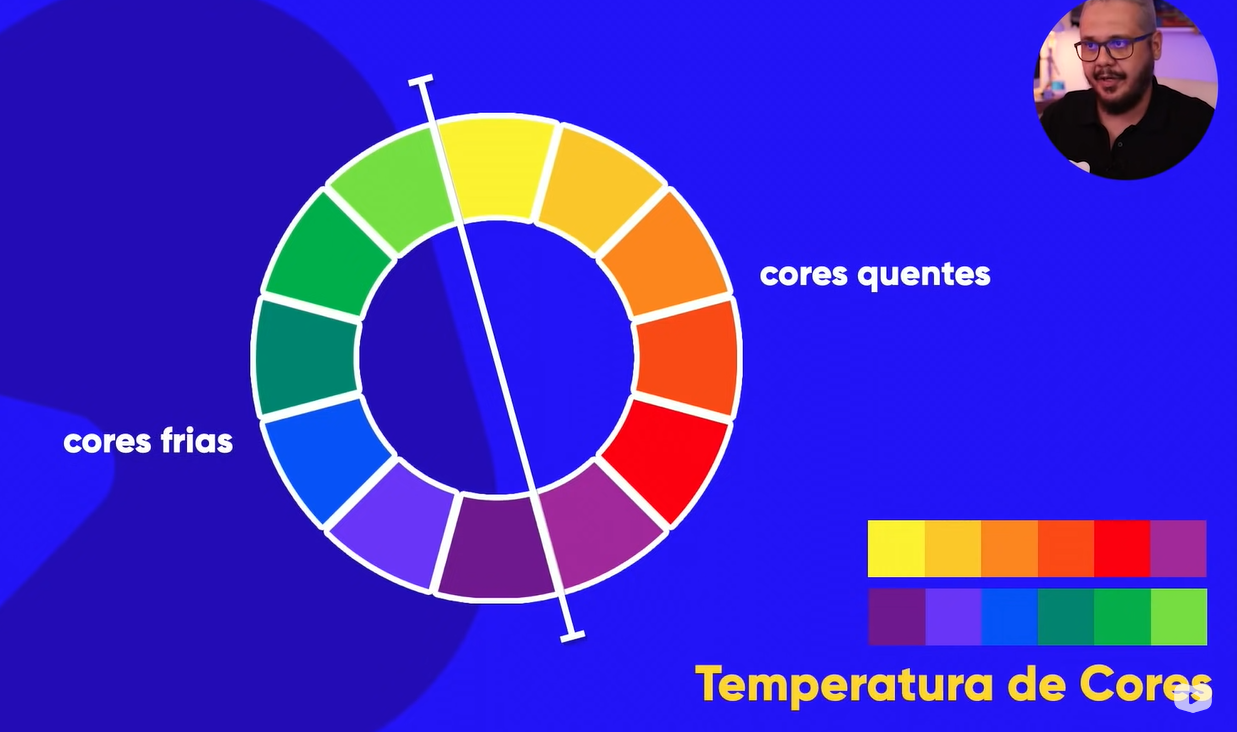 cores quentes
cores frias
Temperatura de Cores